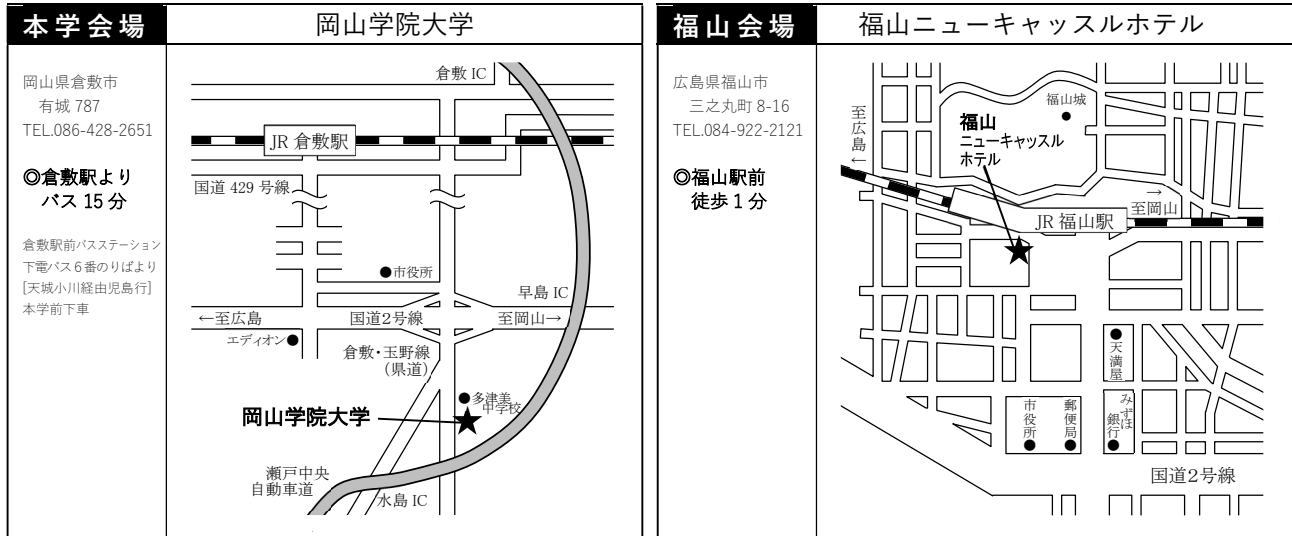 本学会場
岡山学院大学
岡山県倉敷市
有城 787
TEL.086-428-2651
◎倉敷駅より
バス 15 分
倉敷駅前バスステーション
下電バス６番のりばより
[天城小川経由児島行]
本学前下車
倉敷 IC
JR 倉敷駅
国道 429 号線
市役所
早島 IC
←至広島
国道２号線
至岡山→
エディオン
倉敷・玉野線
（県道）
多津美
中学校
岡山学院大学
瀬戸中央
自動車道
水島 IC
福山会場
福山ニューキャッスルホテル
広島県福山市
三之丸町 8-16
TEL.084-922-2121
◎福山駅前
徒歩 1 分
至広島←
福山城
福山
ニューキャッスル
ホテル
→
至岡山
JR 福山駅
天満屋
市役所
郵便局
みずほ
銀行
国道２号線